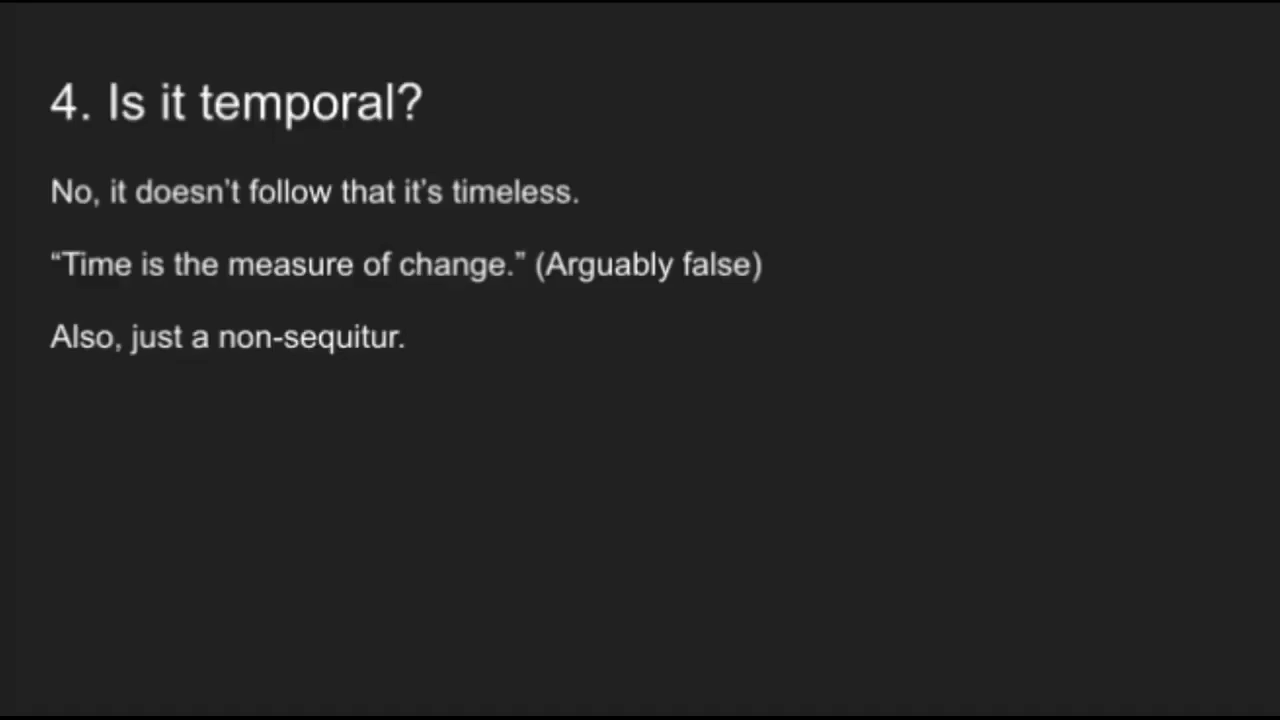 4. Is it temporal?
No, it doesn’t follow that it’s timeless.
“Time is the measure of change.” (Arguably false)
Also, just a non-sequitur.